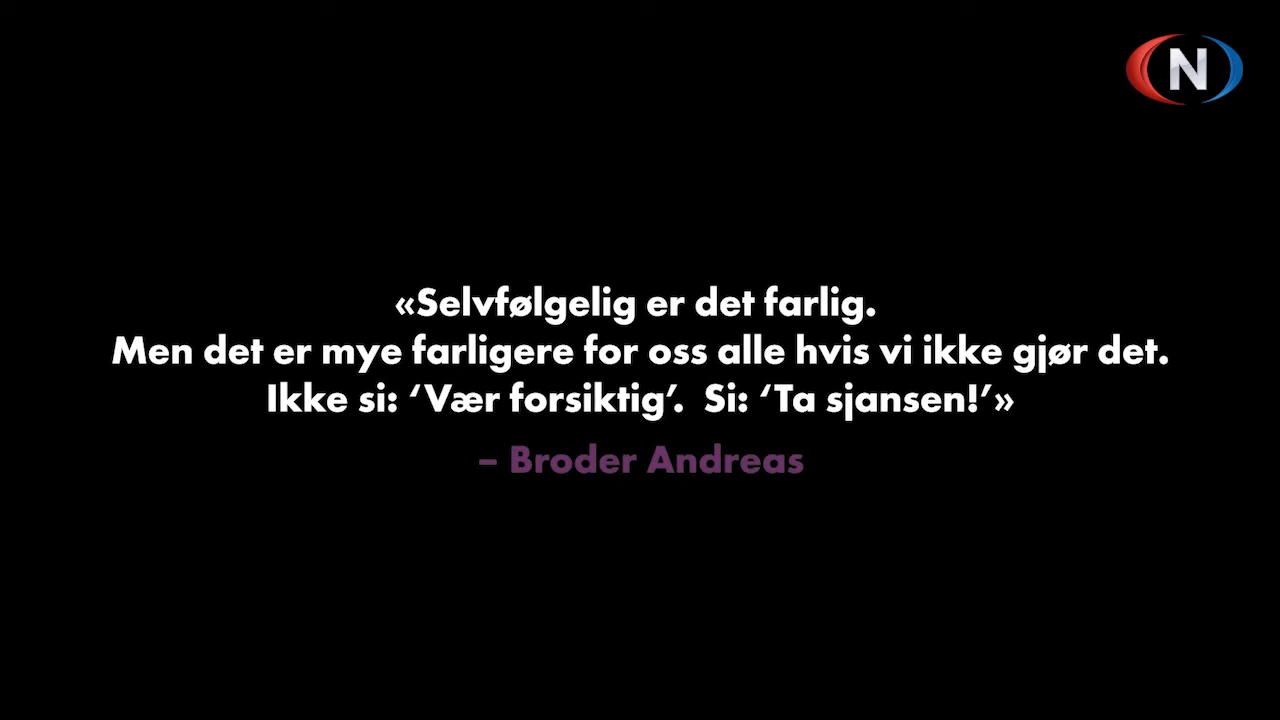 N
«Selvfølgelig er det farlig.
Men det er mye farligere for oss alle hvis vi ikke gjør det.
Ikke si: ‘Vær forsiktig’.  Si: ‘Ta sjansen!’»
– Broder Andreas